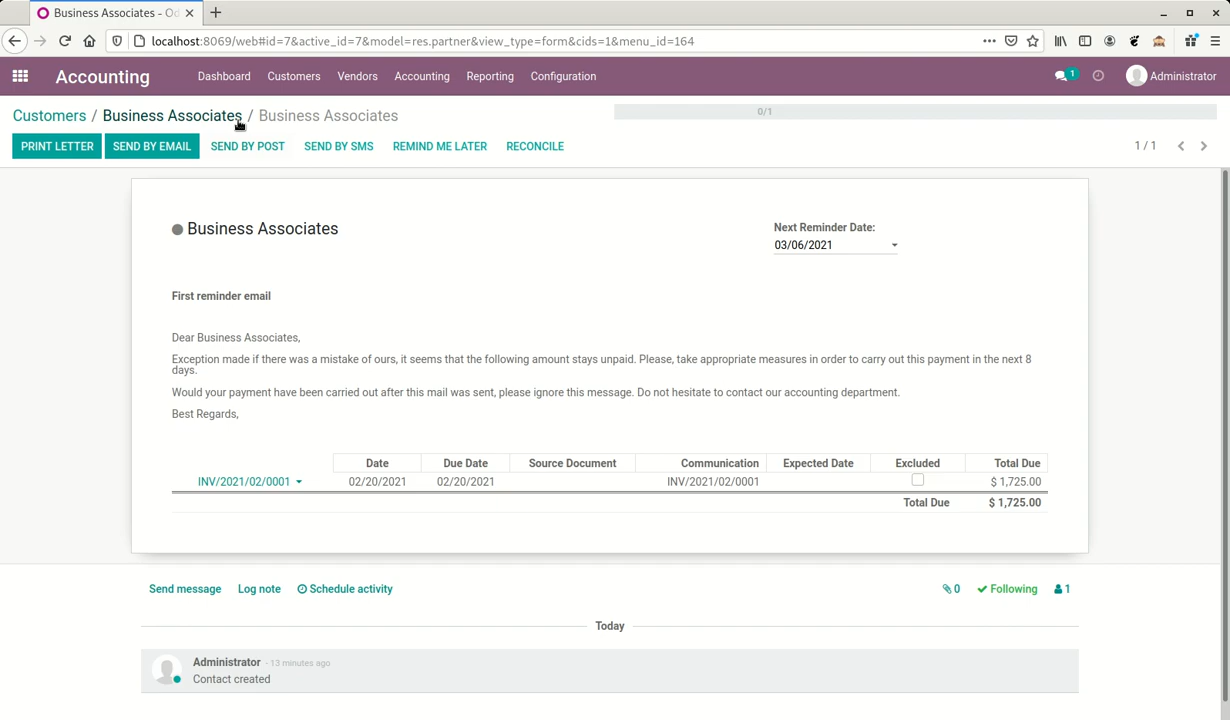 Business Associates - Od
localhost:8069/web#id=7&active_id=7&model=res.partner&view_type=form&cids=1&menu_id=164
Accounting Dashboard Customers Vendors Accounting Reporting Configuration 1 Administrator
Customers / Business Associates / Business Associates 0/1
PRINT LETTER SEND BY EMAIL SEND BY POST SEND BY SMS REMIND ME LATER RECONCILE 1 / 1
Business Associates Next Reminder Date:
03/06/2021
First reminder email
Dear Business Associates,
Exception made if there was a mistake of ours, it seems that the following amount stays unpaid. Please, take appropriate measures in order to carry out this payment in the next 8
days.
Would your payment have been carried out after this mail was sent, please ignore this message. Do not hesitate to contact our accounting department.
Best Regards,
Date Due Date Source Document Communication Expected Date Excluded Total Due
INV/2021/02/0001 02/20/2021 02/20/2021 INV/2021/02/0001 $ 1,725.00
Total Due $ 1,725.00
Send message Log note Schedule activity 0 Following 1
Today
Administrator - 13 minutes ago
Contact created